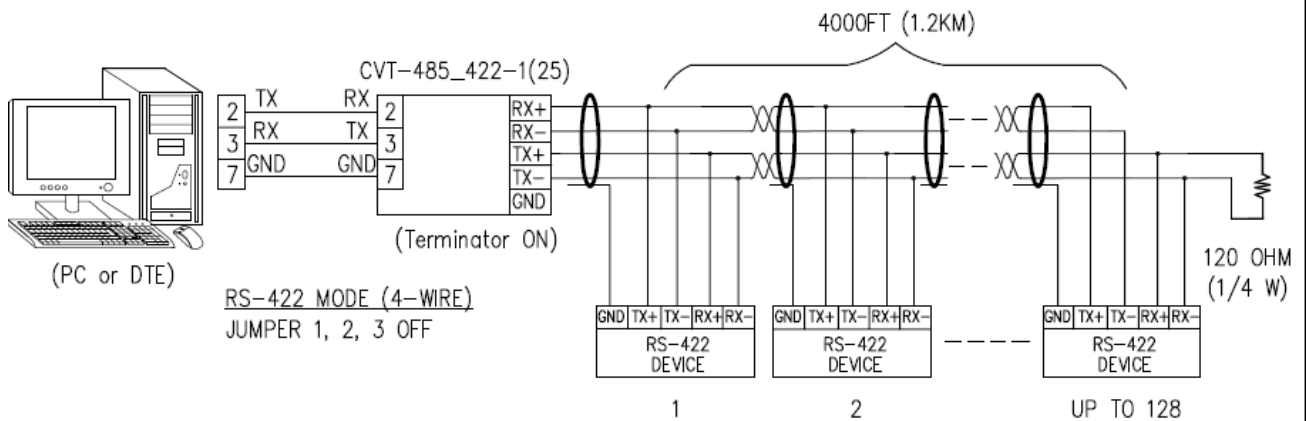 4000FT (1.2KM)
CVT-485_422-1(25)
2 TX RX 2
3 RX TX 3
7 GND GND 7
RX+
RX-
TX+
TX-
GND
(Terminator ON)
(PC or DTE)
RS-422 MODE (4-WIRE)
JUMPER 1, 2, 3 OFF
120 OHM
(1/4 W)
GND TX+ TX- RX+ RX-
RS-422
DEVICE
1
GND TX+ TX- RX+ RX-
RS-422
DEVICE
2
GND TX+ TX- RX+ RX-
RS-422
DEVICE
UP TO 128